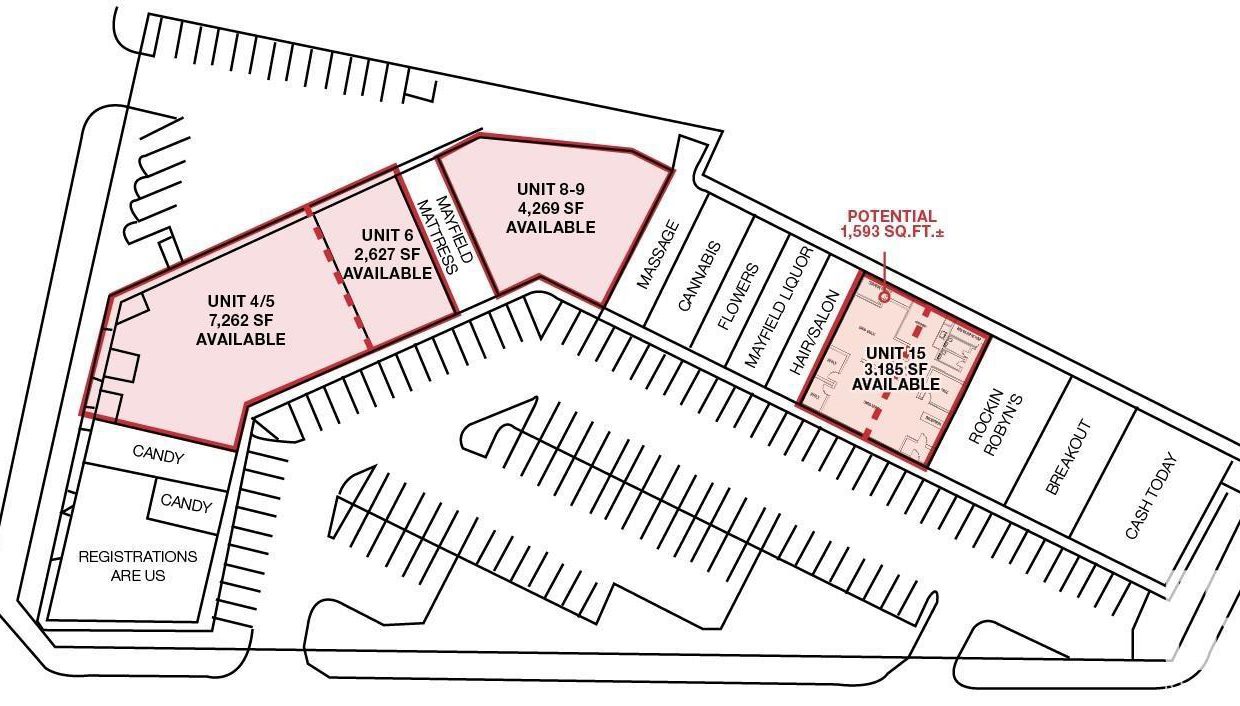 UNIT 8-9
4,269 SF
AVAILABLE
MAYFIELD
MATTRESS
UNIT 6
2,627 SF
AVAILABLE
UNIT 4/5
7,262 SF
AVAILABLE
CANDY
CANDY
REGISTRATIONS
ARE US
MASSAGE
CANNABIS
FLOWERS
MAYFIELD LIQUOR
HAIR/SALON
POTENTIAL
1,593 SQ.FT.±
UNIT 15
3.185 SF
AVAILABLE
ROCKIN
ROBYN'S
BREAKOUT
CASH TODAY